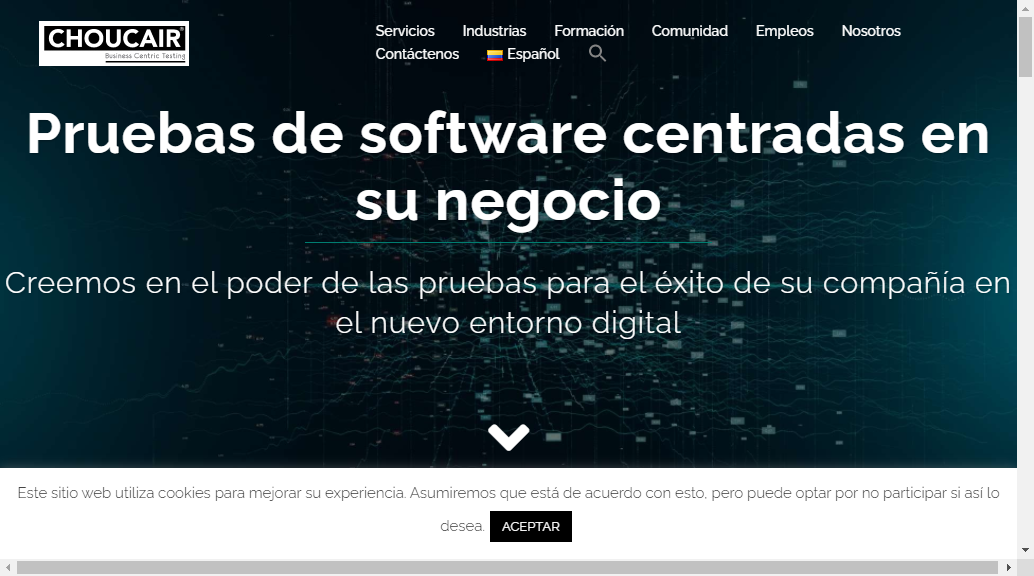 CHOUCAIR
Business Centric Testing
Servicios Industrias Formación Comunidad Empleos Nosotros
Contáctenos Español
Pruebas de software centradas en
su negocio
Creemos en el poder de las pruebas para el éxito de su compañía en
el nuevo entorno digital
Este sitio web utiliza cookies para mejorar su experiencia. Asumiremos que está de acuerdo con esto, pero puede optar por no participar si así lo
desea. ACEPTAR